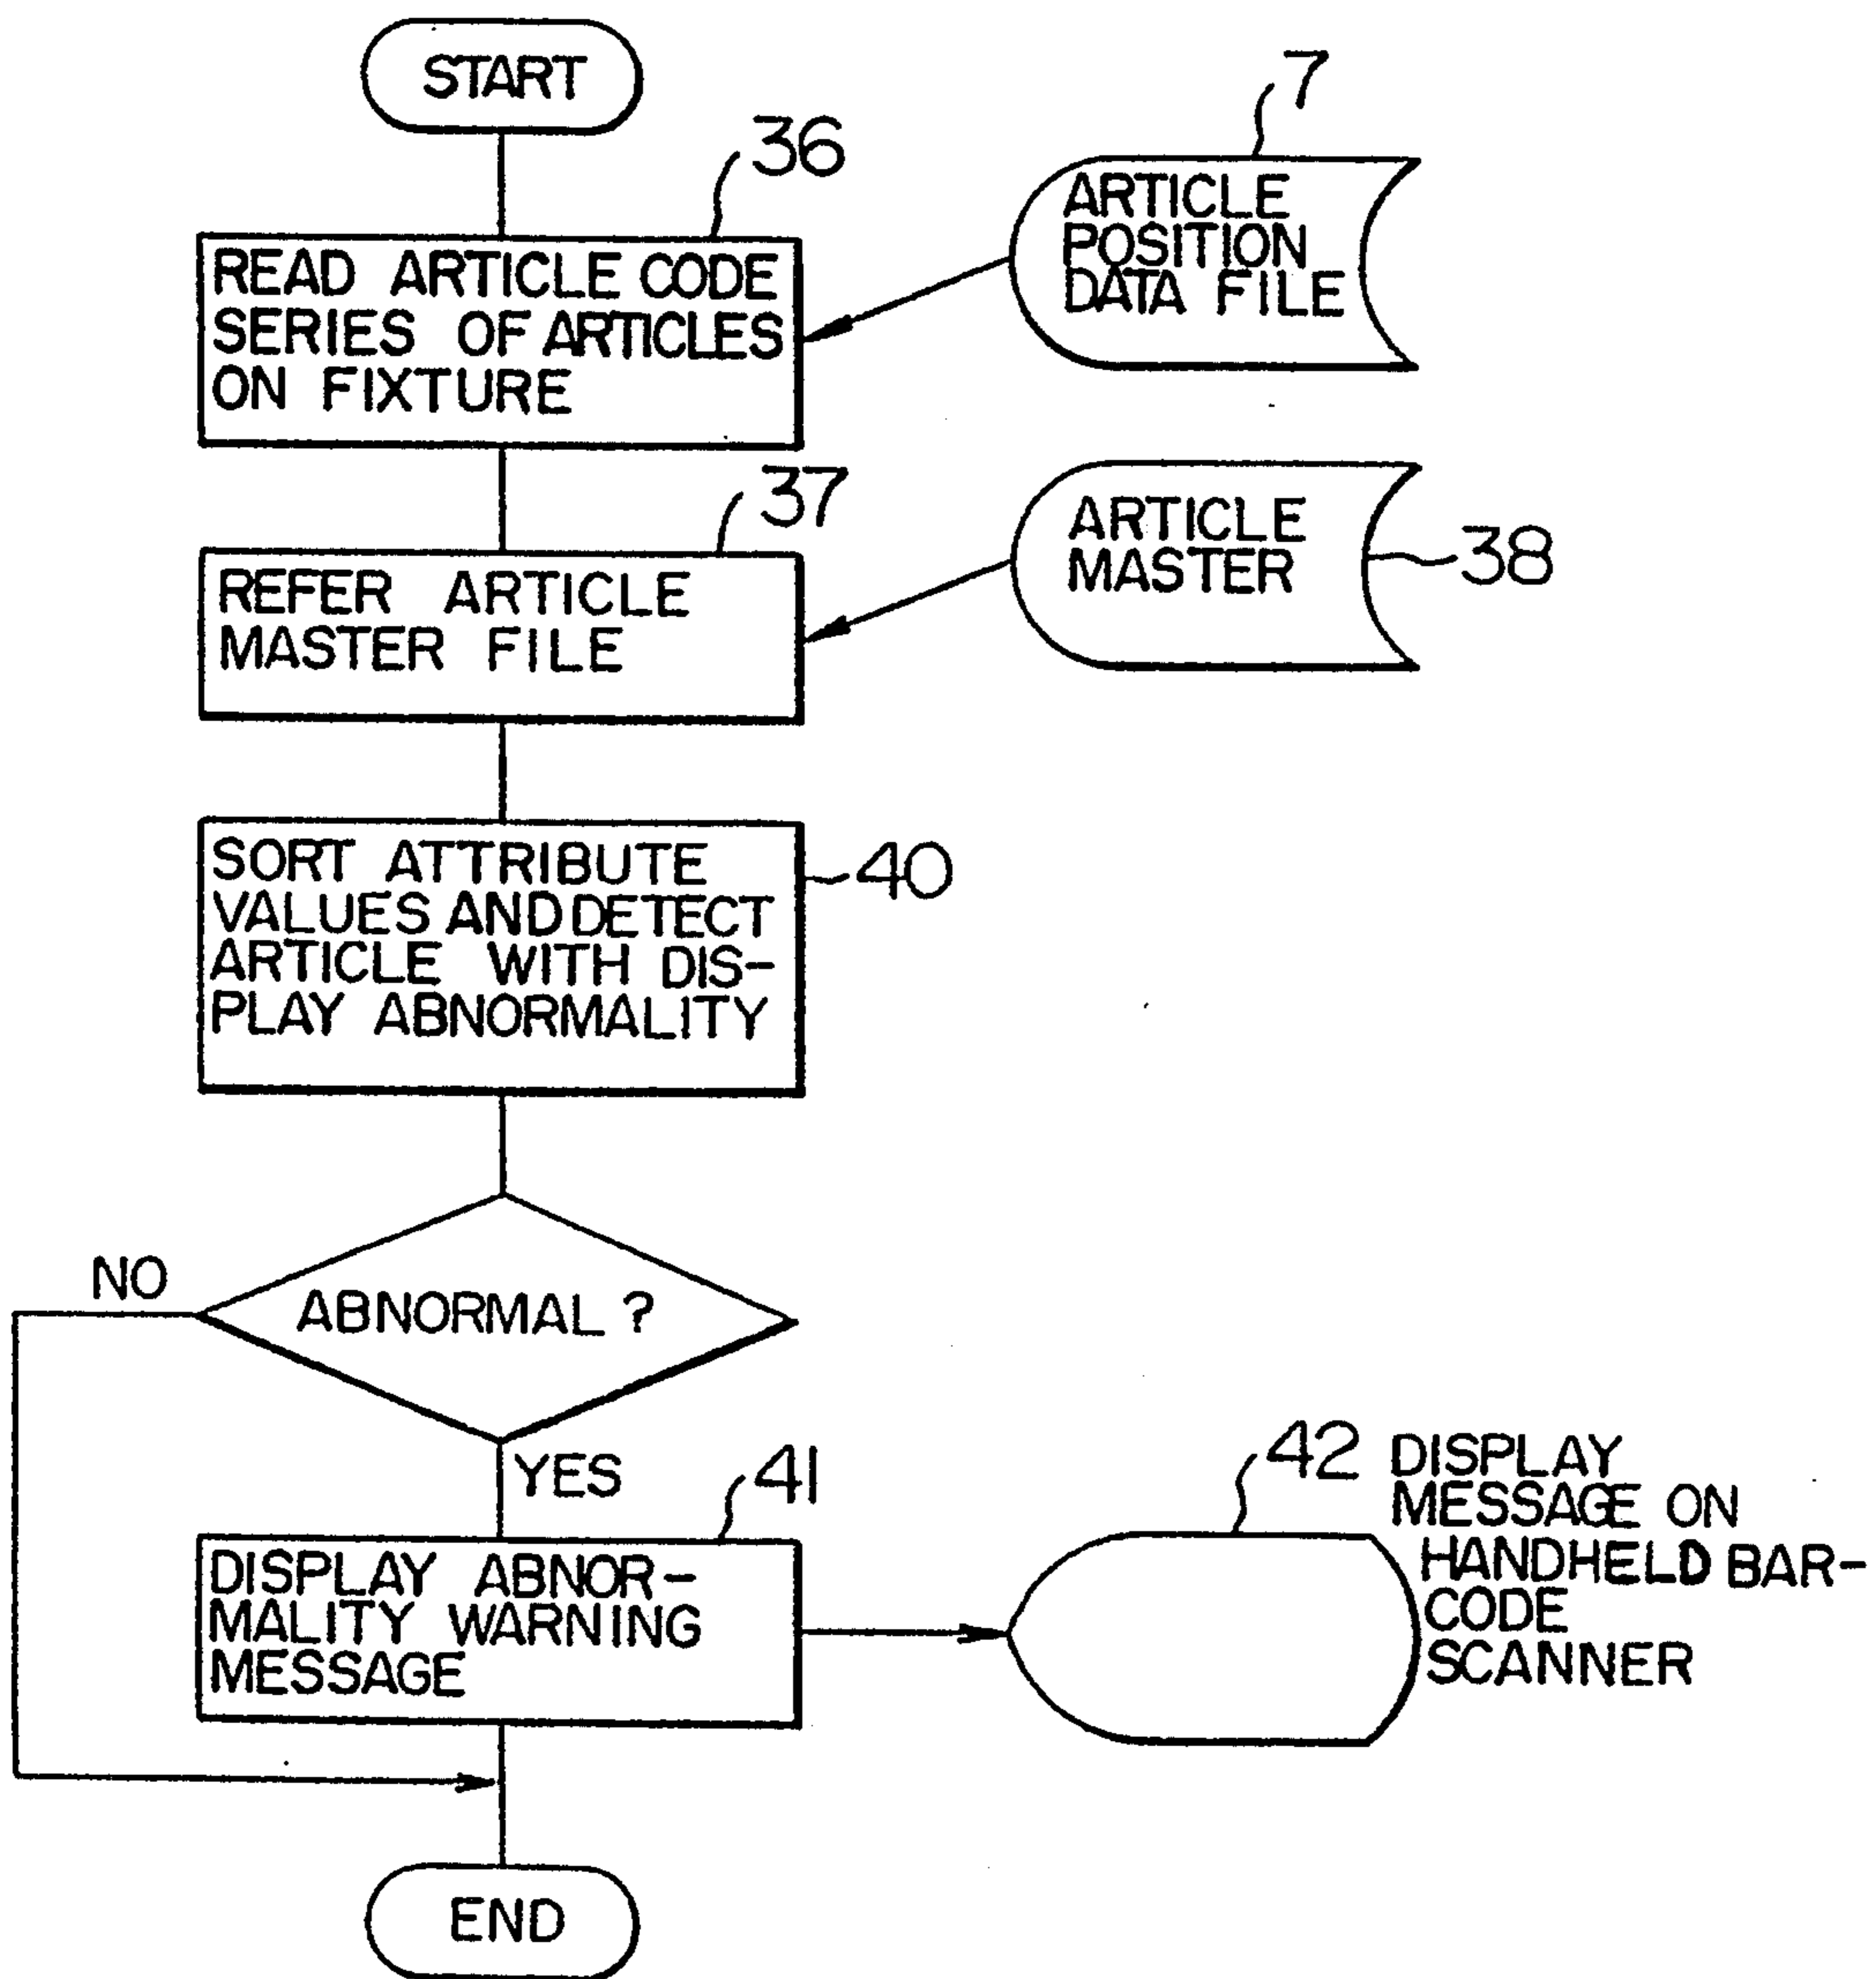 START
36
7
READ ARTICLE CODE
SERIES OF ARTICLES
ON FIXTURE
ARTICLE
POSITION
DATA FILE
37
REFER ARTICLE
MASTER FILE
ARTICLE
MASTER
38
SORT ATTRIBUTE
VALUES AND DETECT
ARTICLE WITH DIS-
PLAY ABNORMALITY
40
NO
ABNORMAL ?
YES
41
DISPLAY ABNOR-
MALITY WARNING
MESSAGE
42
DISPLAY
MESSAGE ON
HANDHELD BAR-
CODE
SCANNER
END